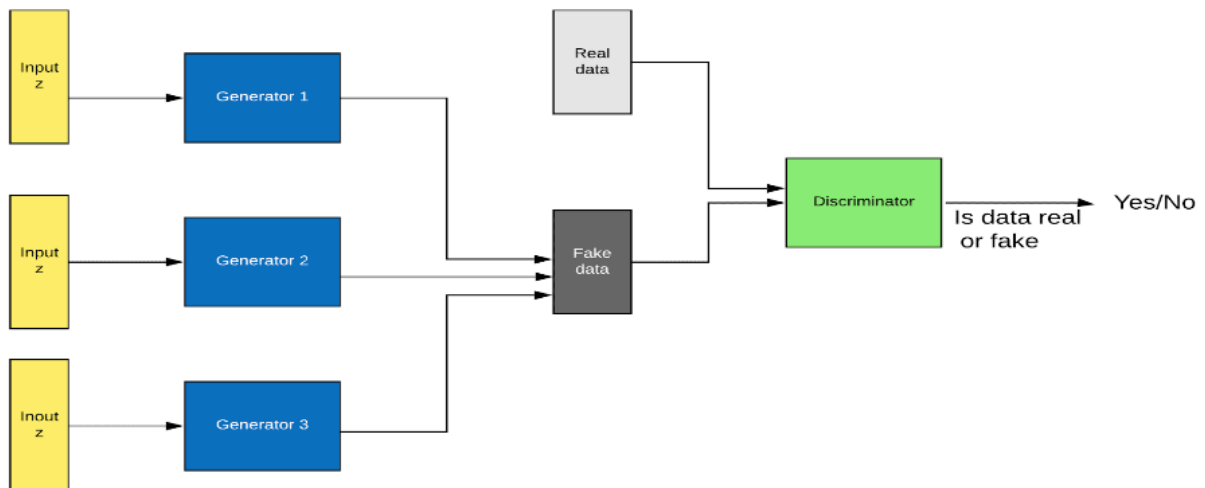 Input
z
Generator 1
Real
data
Input
z
Generator 2
Fake
data
Discriminator
Is data real
or fake
Yes/No
Inout
z
Generator 3